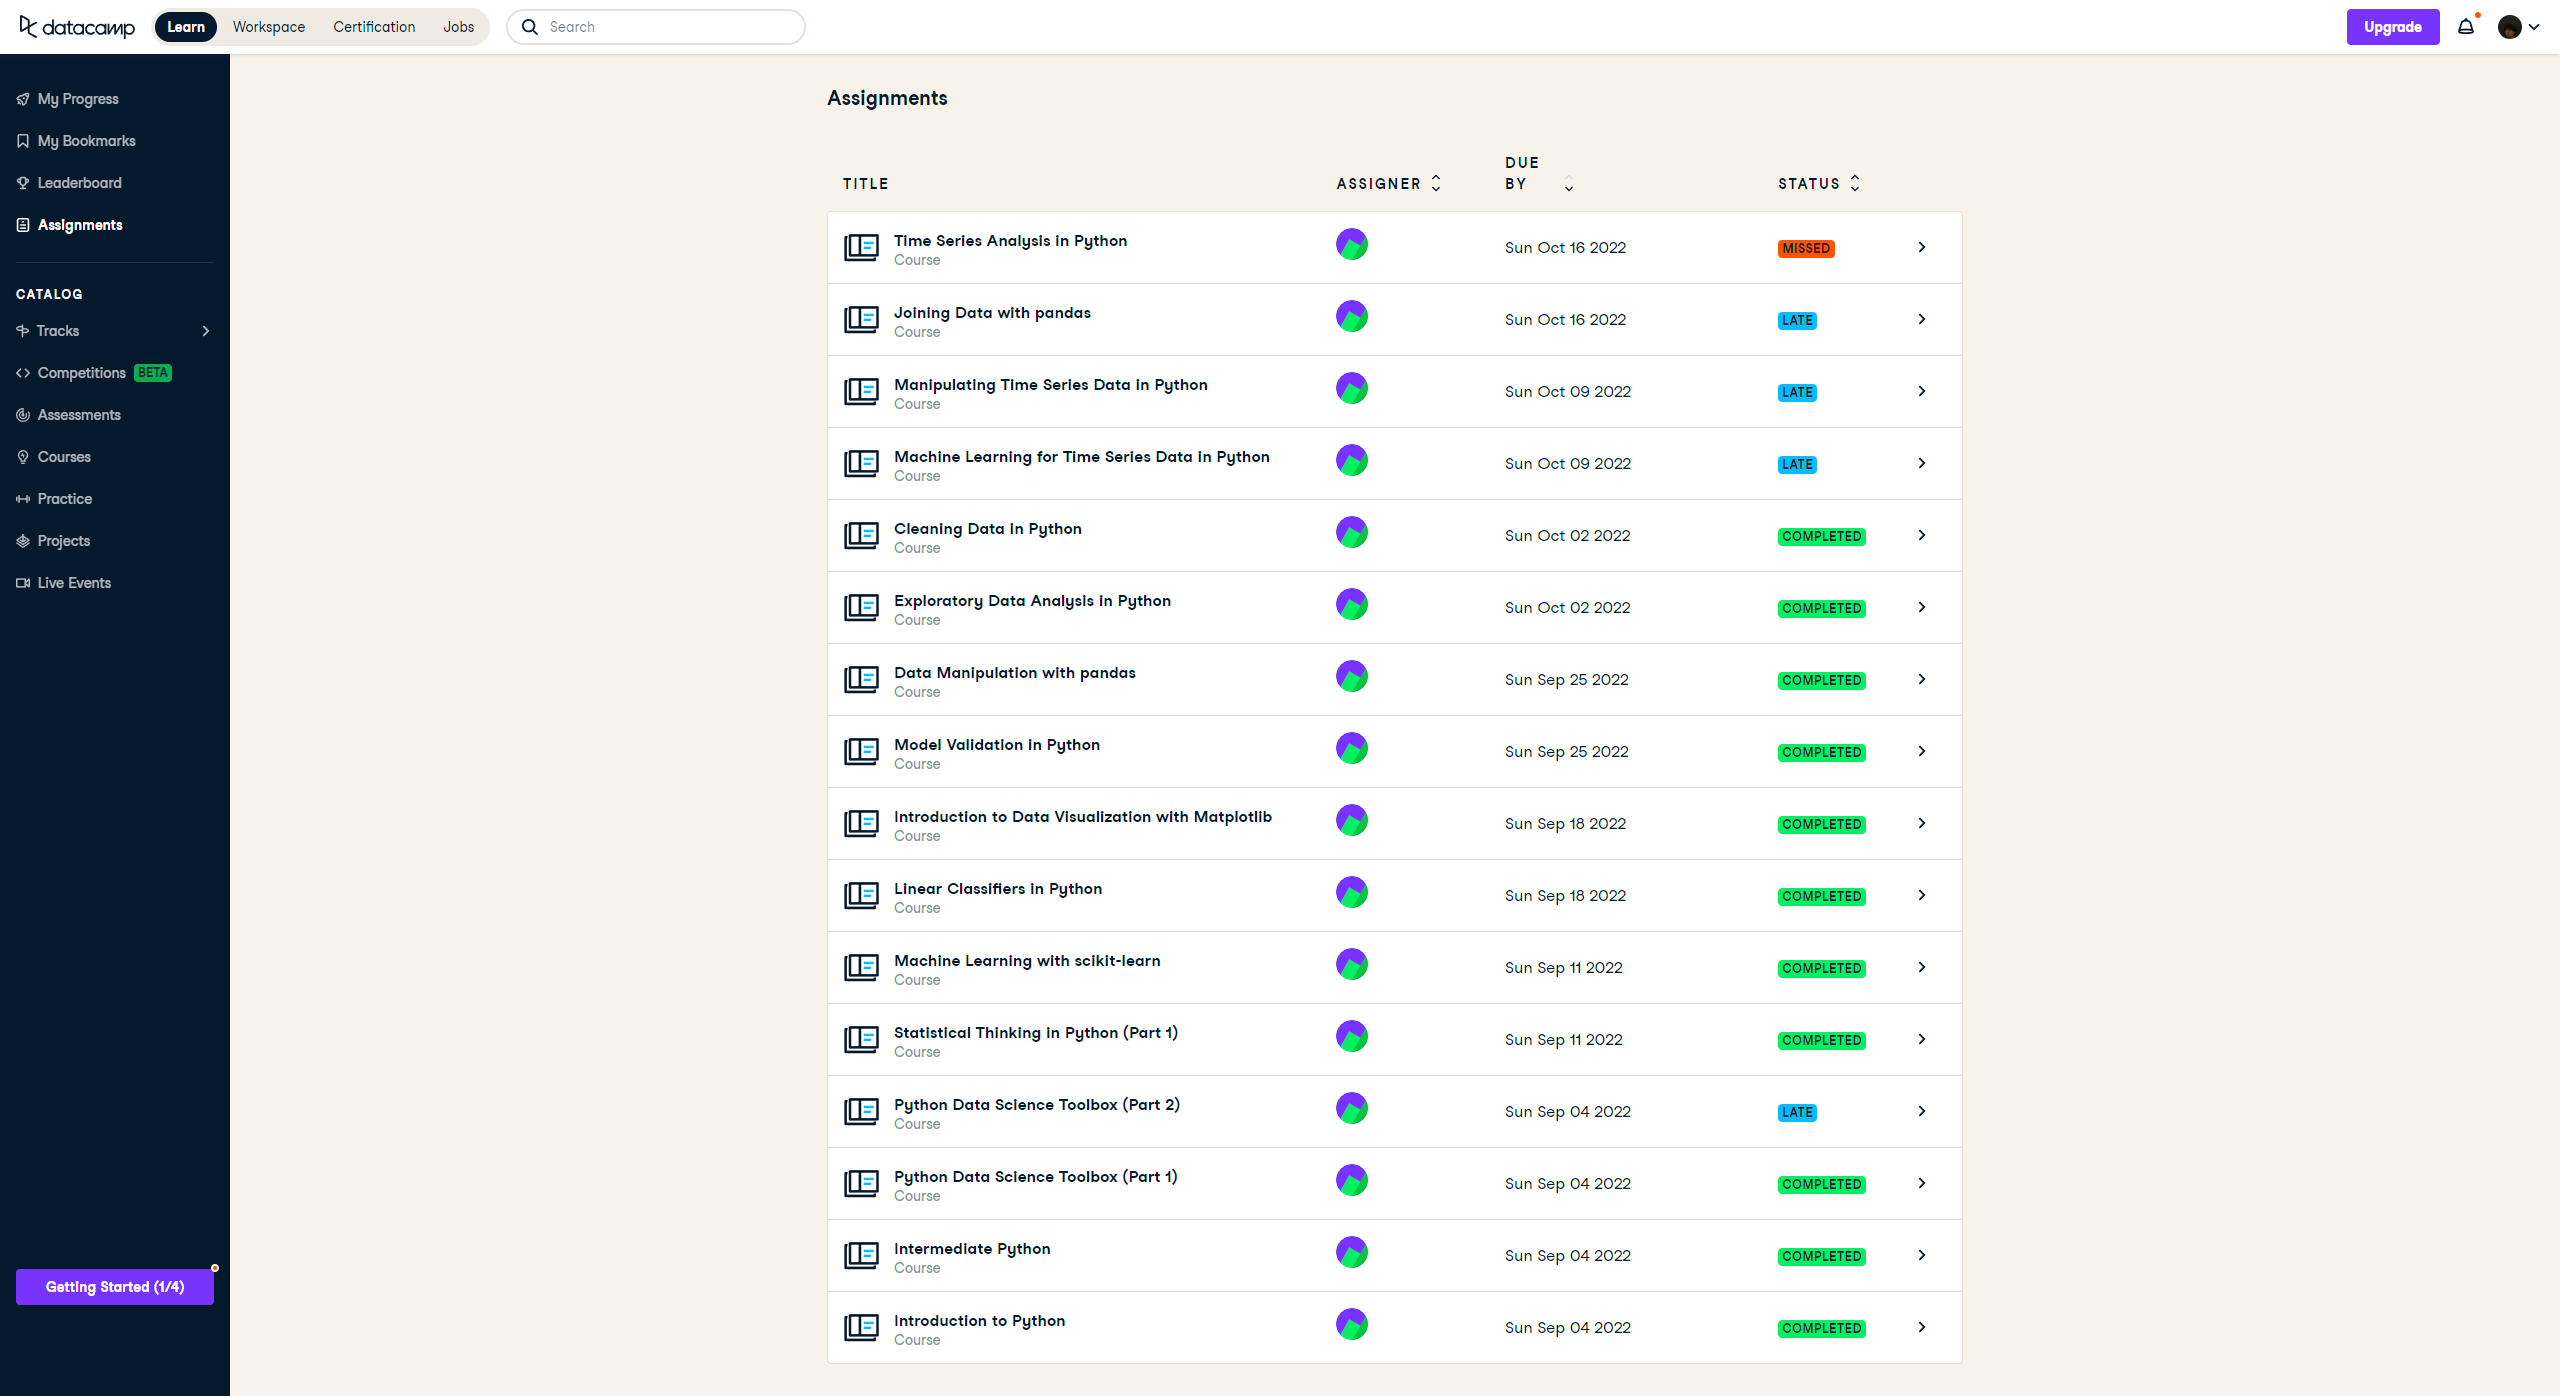 datacamp
Learn
Workspace
Certification
Jobs
Search
Upgrade
My Progress
My Bookmarks
Leaderboard
Assignments
CATALOG
Tracks
Competitions BETA
Assessments
Courses
Practice
Projects
Live Events
Getting Started (1/4)
Assignments
TITLE
ASSIGNER
DUE
BY
STATUS
Time Series Analysis in Python
Course
Sun Oct 16 2022
MISSED
Joining Data with pandas
Course
Sun Oct 16 2022
LATE
Manipulating Time Series Data in Python
Course
Sun Oct 09 2022
LATE
Machine Learning for Time Series Data in Python
Course
Sun Oct 09 2022
LATE
Cleaning Data in Python
Course
Sun Oct 02 2022
COMPLETED
Exploratory Data Analysis in Python
Course
Sun Oct 02 2022
COMPLETED
Data Manipulation with pandas
Course
Sun Sep 25 2022
COMPLETED
Model Validation in Python
Course
Sun Sep 25 2022
COMPLETED
Introduction to Data Visualization with Matplotlib
Course
Sun Sep 18 2022
COMPLETED
Linear Classifiers in Python
Course
Sun Sep 18 2022
COMPLETED
Machine Learning with scikit-learn
Course
Sun Sep 11 2022
COMPLETED
Statistical Thinking in Python (Part 1)
Course
Sun Sep 11 2022
COMPLETED
Python Data Science Toolbox (Part 2)
Course
Sun Sep 04 2022
LATE
Python Data Science Toolbox (Part 1)
Course
Sun Sep 04 2022
COMPLETED
Intermediate Python
Course
Sun Sep 04 2022
COMPLETED
Introduction to Python
Course
Sun Sep 04 2022
COMPLETED